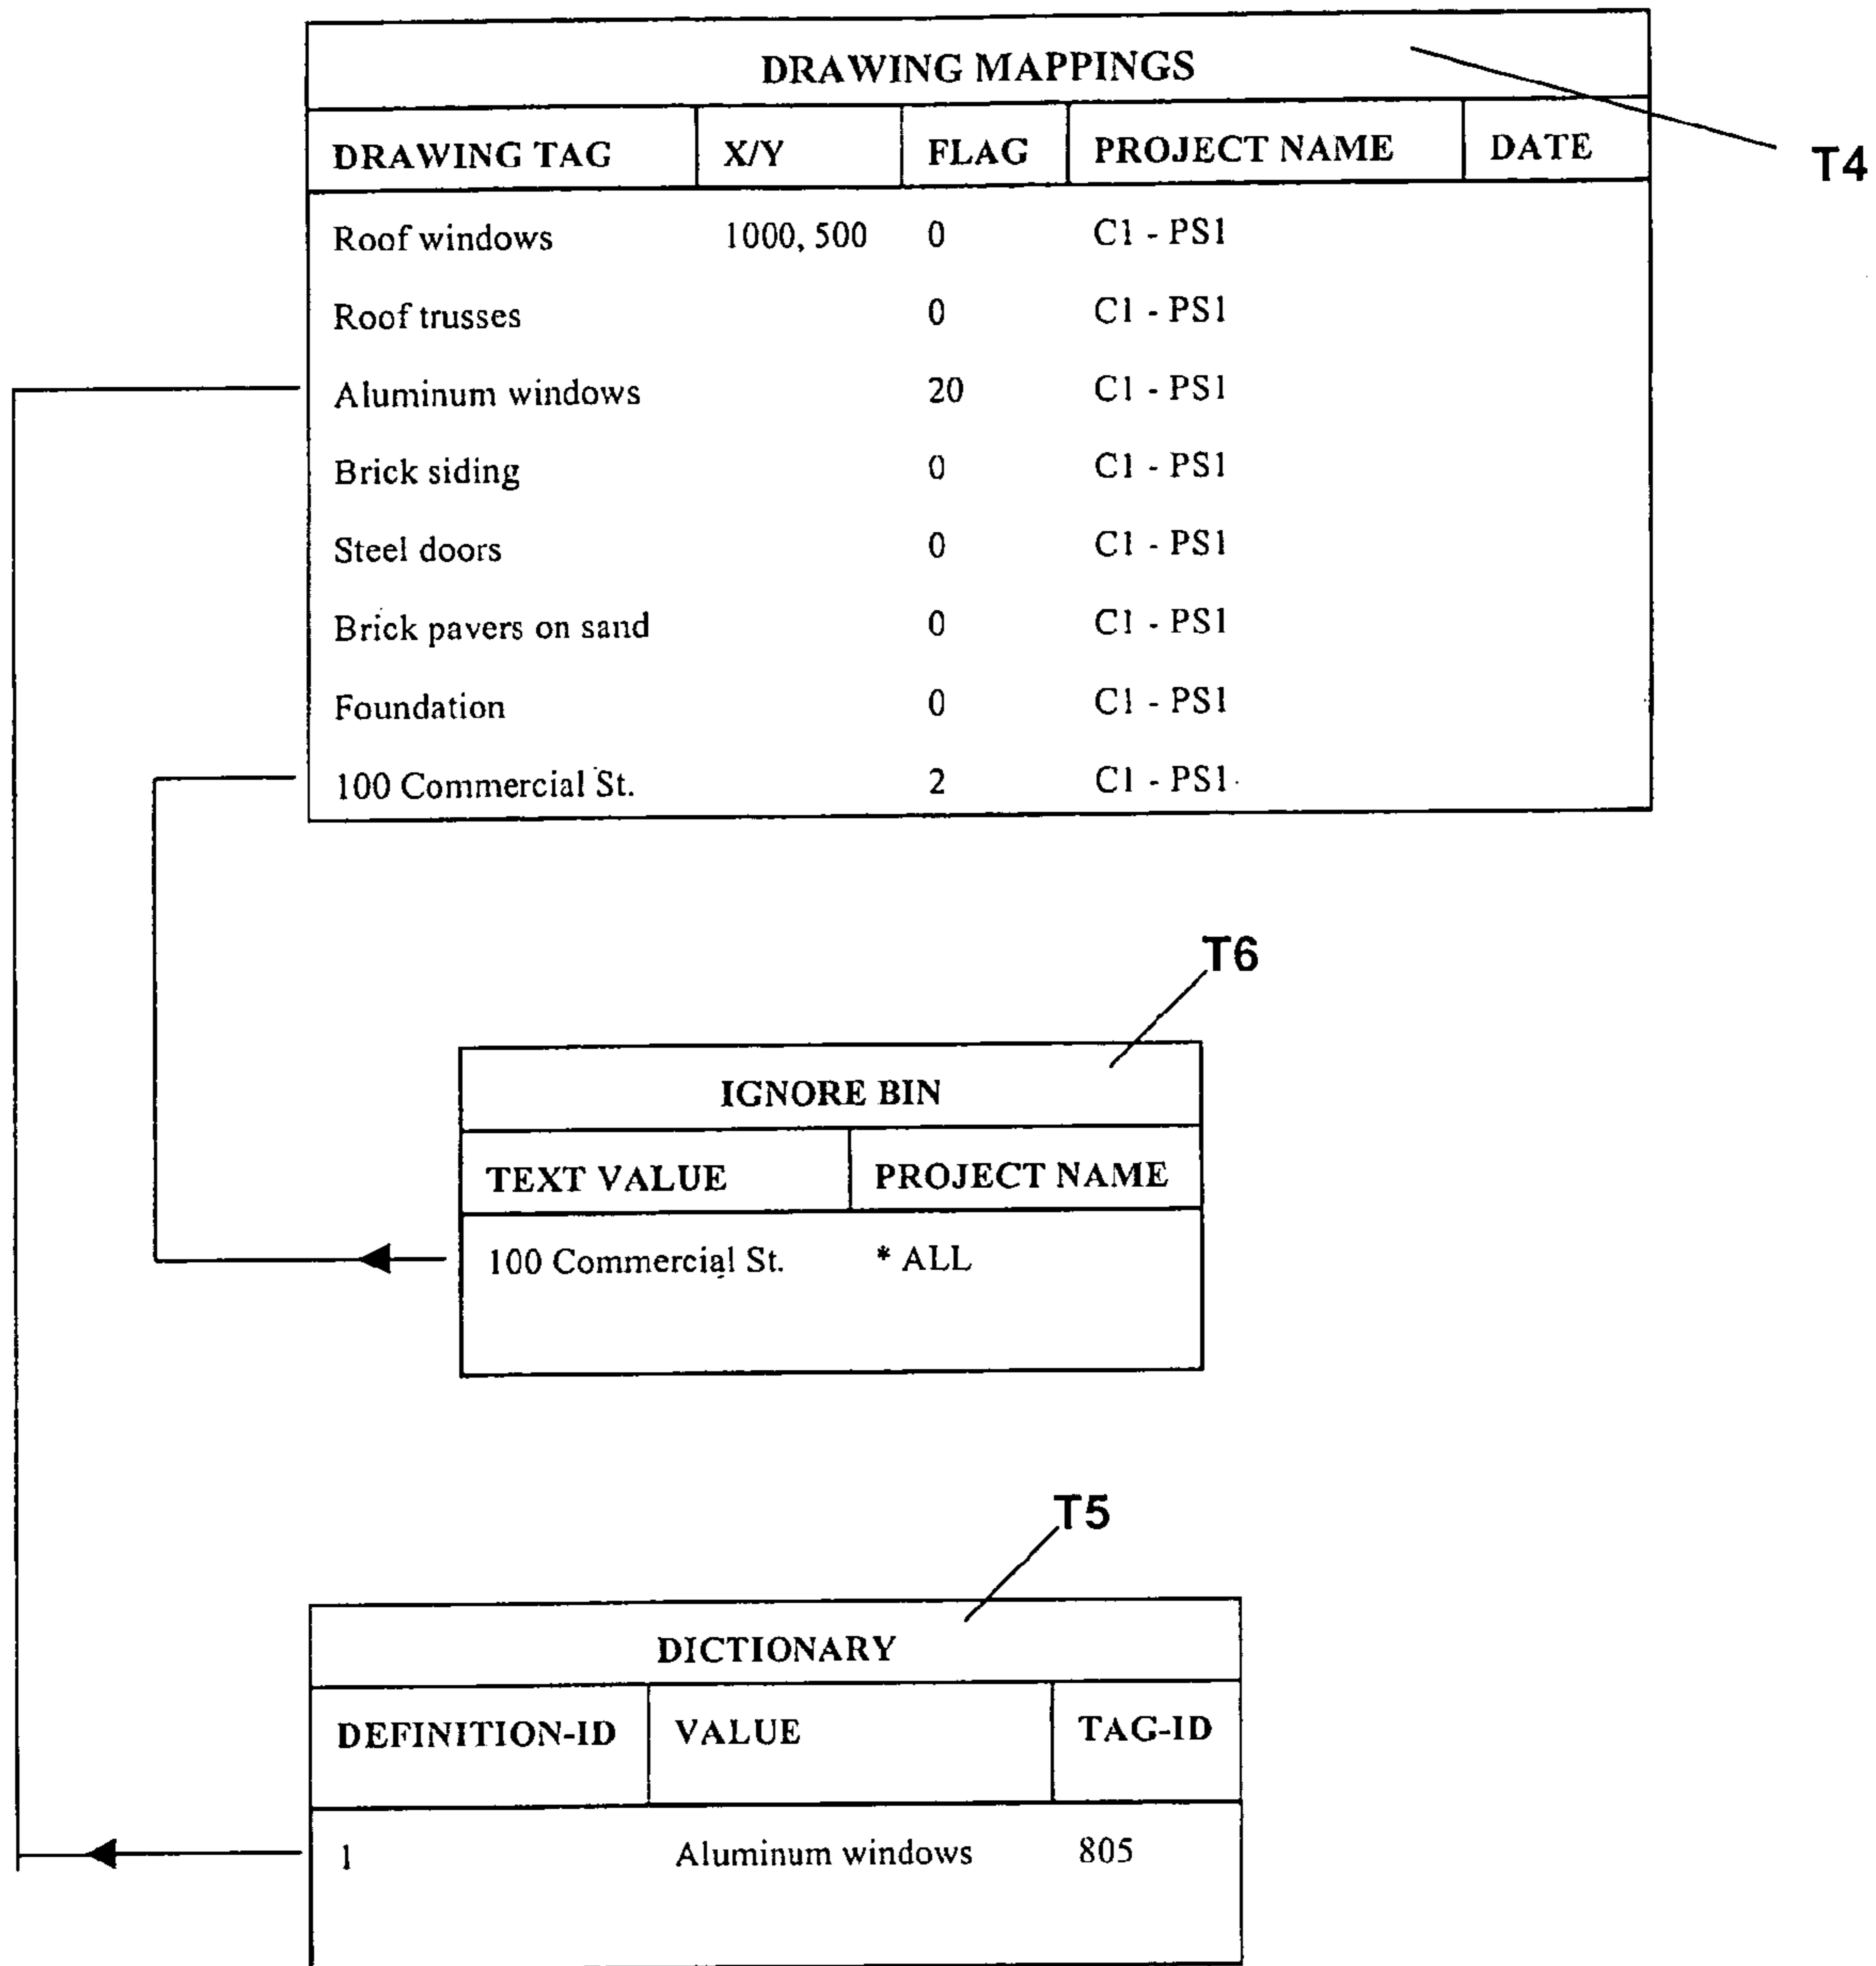 DRAWING MAPPINGS
DRAWING TAG X/Y FLAG PROJECT NAME DATE
T4
Roof windows 1000, 500 0 C1 - PS1
Roof trusses 0 C1 - PS1
Aluminum windows 20 C1 - PS1
Brick siding 0 C1 - PS1
Steel doors 0 C1 - PS1
Brick pavers on sand 0 C1 - PS1
Foundation 0 C1 - PS1
100 Commercial St. 2 C1 - PS1
T6
IGNORE BIN
TEXT VALUE PROJECT NAME
100 Commercial St. * ALL
T5
DICTIONARY
DEFINITION-ID VALUE TAG-ID
1 Aluminum windows 805